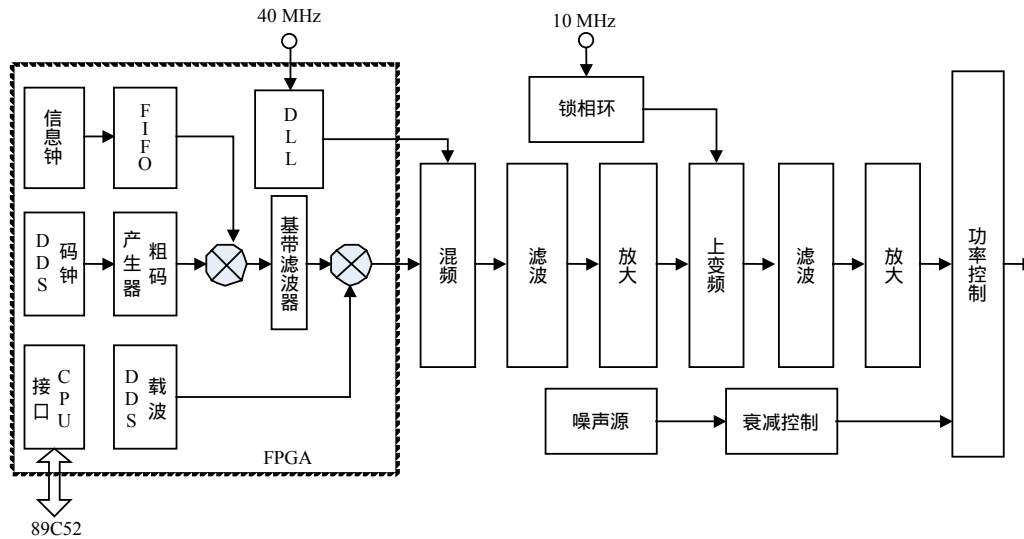 40 MHz
10 MHz
信息钟
FIFO
DLL
锁相环
码钟
DDS
粗码
产生器
基带滤波器
混频
滤波
放大
上变频
滤波
放大
功率控制
CPU
接口
载波
DDS
噪声源
衰减控制
FPGA
89C52